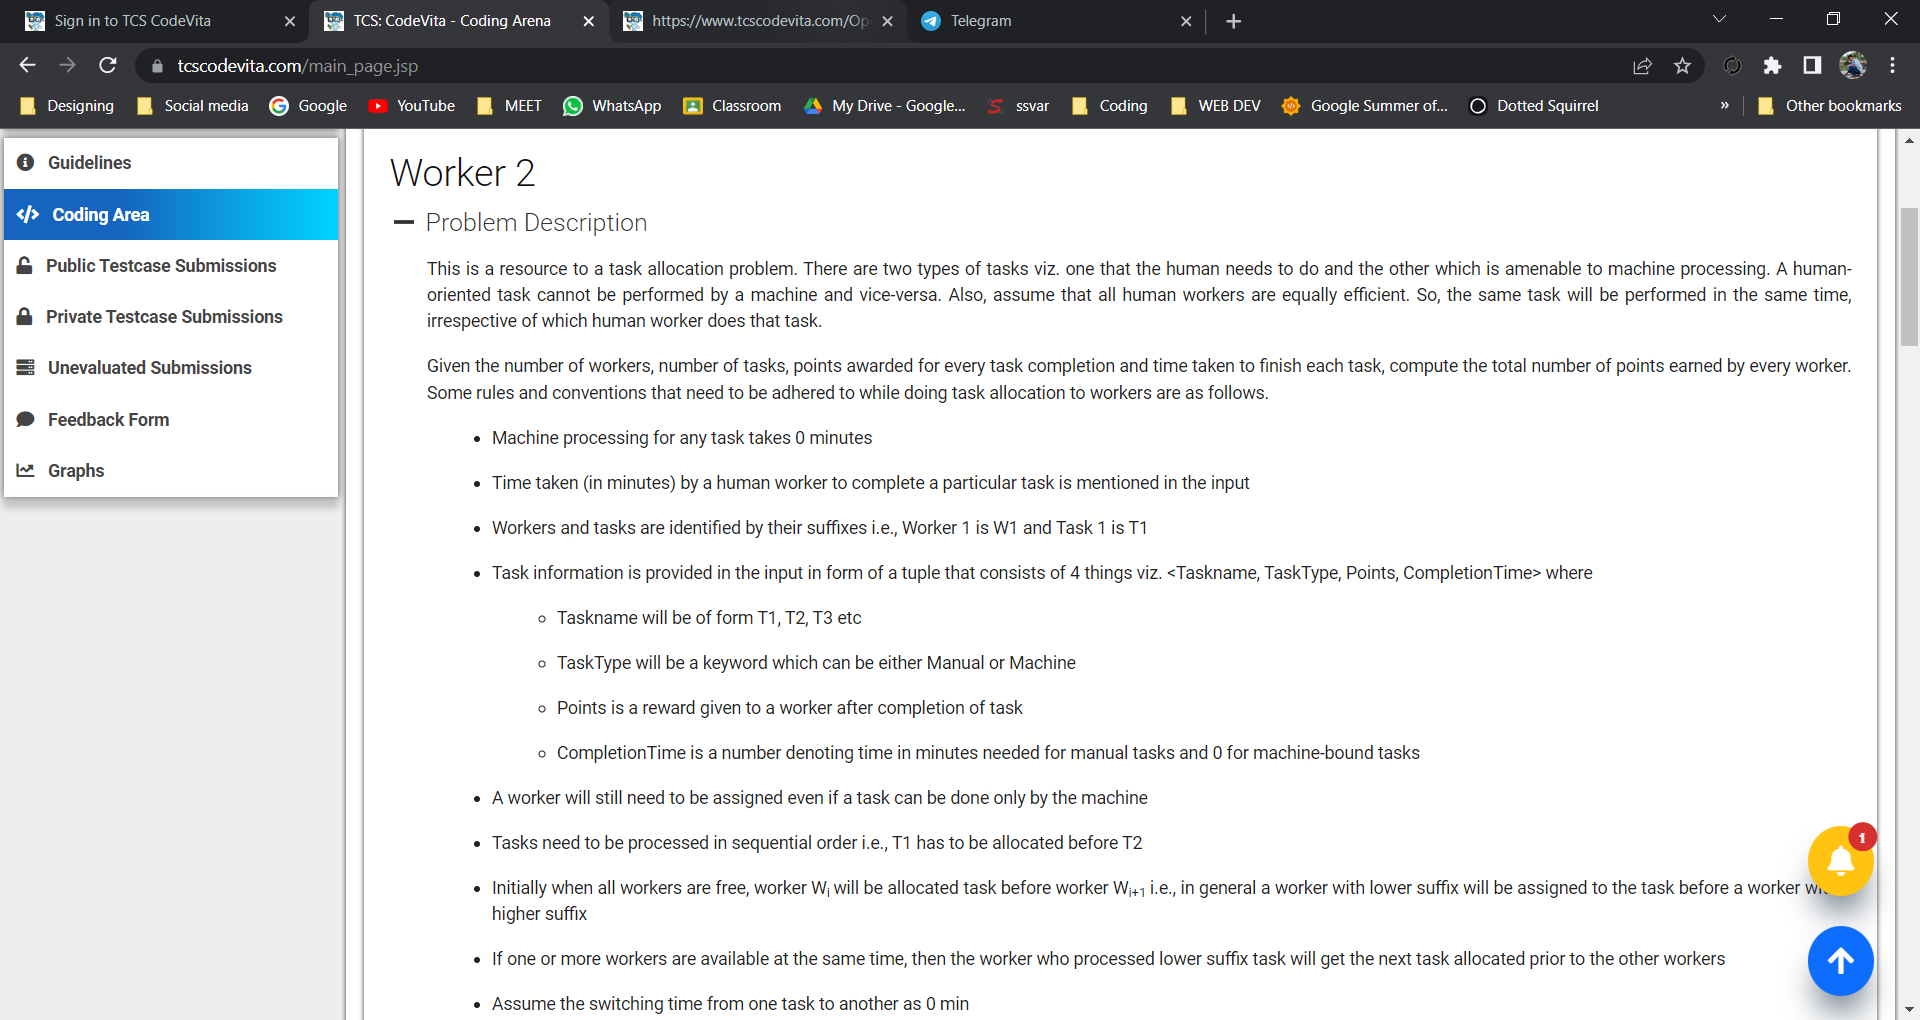 Sign in to TCS CodeVita
TCS: CodeVita - Coding Arena
https://www.tcscodevita.com/Op
Telegram
tcscodevita.com/main_page.jsp
Designing
Social media
Google
YouTube
MEET
WhatsApp
Classroom
My Drive - Google...
ssvar
Coding
WEB DEV
Google Summer of...
Dotted Squirrel
»
Other bookmarks
Guidelines
Coding Area
Public Testcase Submissions
Private Testcase Submissions
Unevaluated Submissions
Feedback Form
Graphs
Worker 2
Problem Description
This is a resource to a task allocation problem. There are two types of tasks viz. one that the human needs to do and the other which is amenable to machine processing. A human-
oriented task cannot be performed by a machine and vice-versa. Also, assume that all human workers are equally efficient. So, the same task will be performed in the same time,
irrespective of which human worker does that task.
Given the number of workers, number of tasks, points awarded for every task completion and time taken to finish each task, compute the total number of points earned by every worker.
Some rules and conventions that need to be adhered to while doing task allocation to workers are as follows.
• Machine processing for any task takes 0 minutes
• Time taken (in minutes) by a human worker to complete a particular task is mentioned in the input
• Workers and tasks are identified by their suffixes i.e., Worker 1 is W1 and Task 1 is T1
• Task information is provided in the input in form of a tuple that consists of 4 things viz. <Taskname, TaskType, Points, CompletionTime> where
◦ Taskname will be of form T1, T2, T3 etc
◦ TaskType will be a keyword which can be either Manual or Machine
◦ Points is a reward given to a worker after completion of task
◦ CompletionTime is a number denoting time in minutes needed for manual tasks and 0 for machine-bound tasks
• A worker will still need to be assigned even if a task can be done only by the machine
• Tasks need to be processed in sequential order i.e., T1 has to be allocated before T2
• Initially when all workers are free, worker Wi will be allocated task before worker Wi+1 i.e., in general a worker with lower suffix will be assigned to the task before a worker
higher suffix
• If one or more workers are available at the same time, then the worker who processed lower suffix task will get the next task allocated prior to the other workers
• Assume the switching time from one task to another as 0 min
1